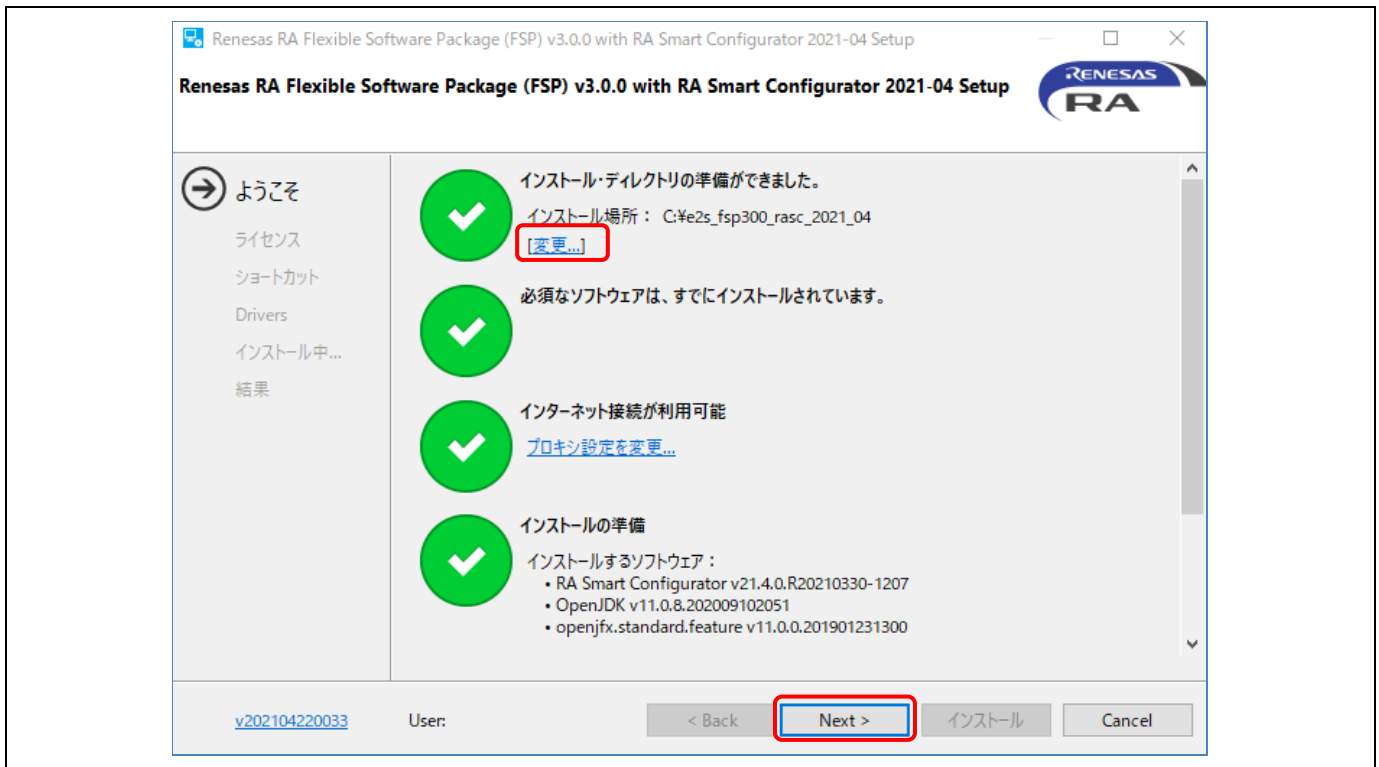 Renesas RA Flexible Software Package (FSP) v3.0.0 with RA Smart Configurator 2021-04 Setup
Renesas RA Flexible Software Package (FSP) v3.0.0 with RA Smart Configurator 2021-04 Setup
RENESAS
RA
ようこそ
ライセンス
ショートカット
Drivers
インストール中...
結果
インストール・ディレクトリの準備ができました。
インストール場所： C:¥e2s_fsp300_rasc_2021_04
[変更...]
必須なソフトウェアは、すでにインストールされています。
インターネット接続が利用可能
プロキシ設定を変更...
インストールの準備
インストールするソフトウェア：
• RA Smart Configurator v21.4.0.R20210330-1207
• OpenJDK v11.0.8.202009102051
• openjfx.standard.feature v11.0.0.201901231300
v202104220033
User:
< Back
Next >
インストール
Cancel